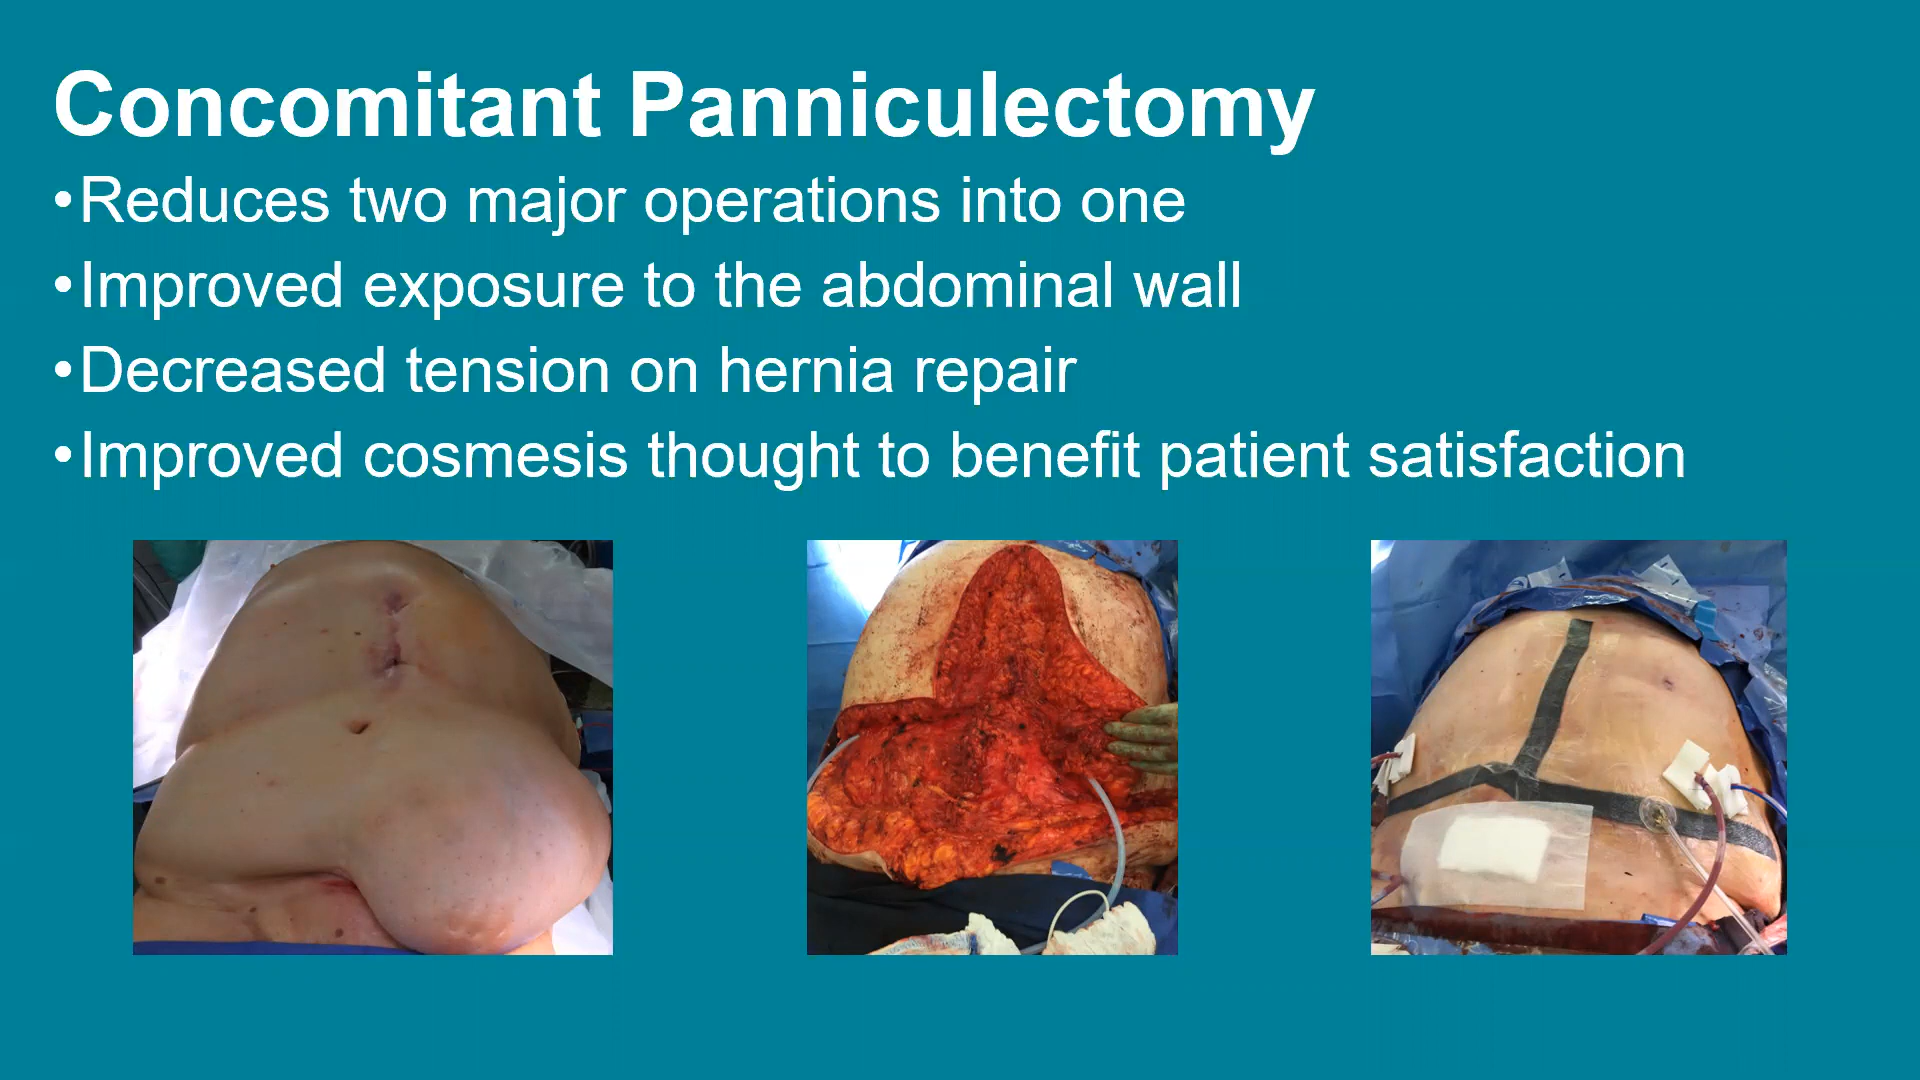 Concomitant Panniculectomy
•Reduces two major operations into one
•Improved exposure to the abdominal wall
•Decreased tension on hernia repair
•Improved cosmesis thought to benefit patient satisfaction